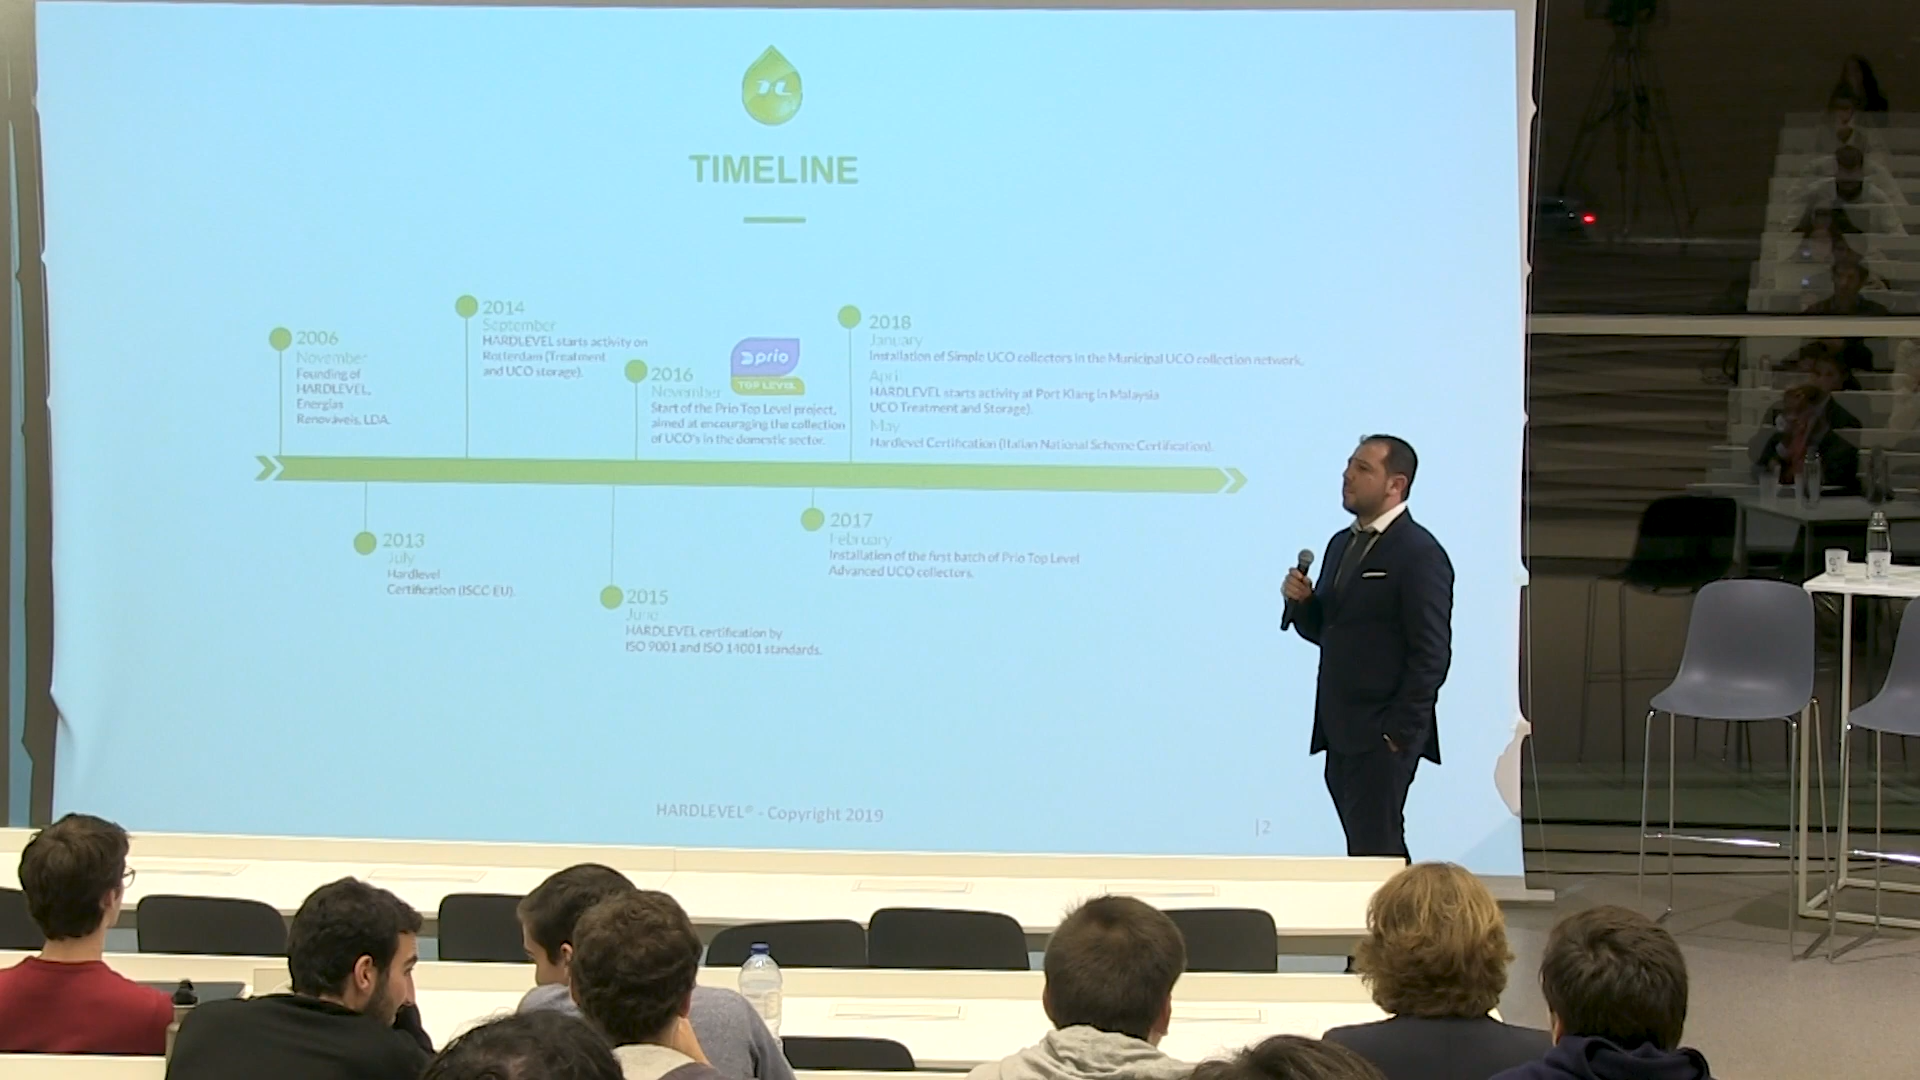 TIMELINE
2006
November
Founding of
HARDLEVEL,
Energias
Renováveis, LDA.
2014
September
HARDLEVEL starts activity on
Rotterdam (Treatment
and UCO storage).
2016
November
Start of the Prio Top Level project,
aimed at encouraging the collection
of UCO's in the domestic sector.
prio
TOP LEVEL
2018
January
Installation of Simple UCO collectors in the Municipal UCO collection network.
April
HARDLEVEL starts activity at Port Klang in Malaysia
UCO Treatment and Storage).
May
Hardlevel Certification (Italian National Scheme Certification).
2013
July
Hardlevel
Certification (ISCC EU).
2015
June
HARDLEVEL certification by
ISO 9001 and ISO 14001 standards.
2017
February
Installation of the first batch of Prio Top Level
Advanced UCO collectors.
HARDLEVEL® - Copyright 2019
|2